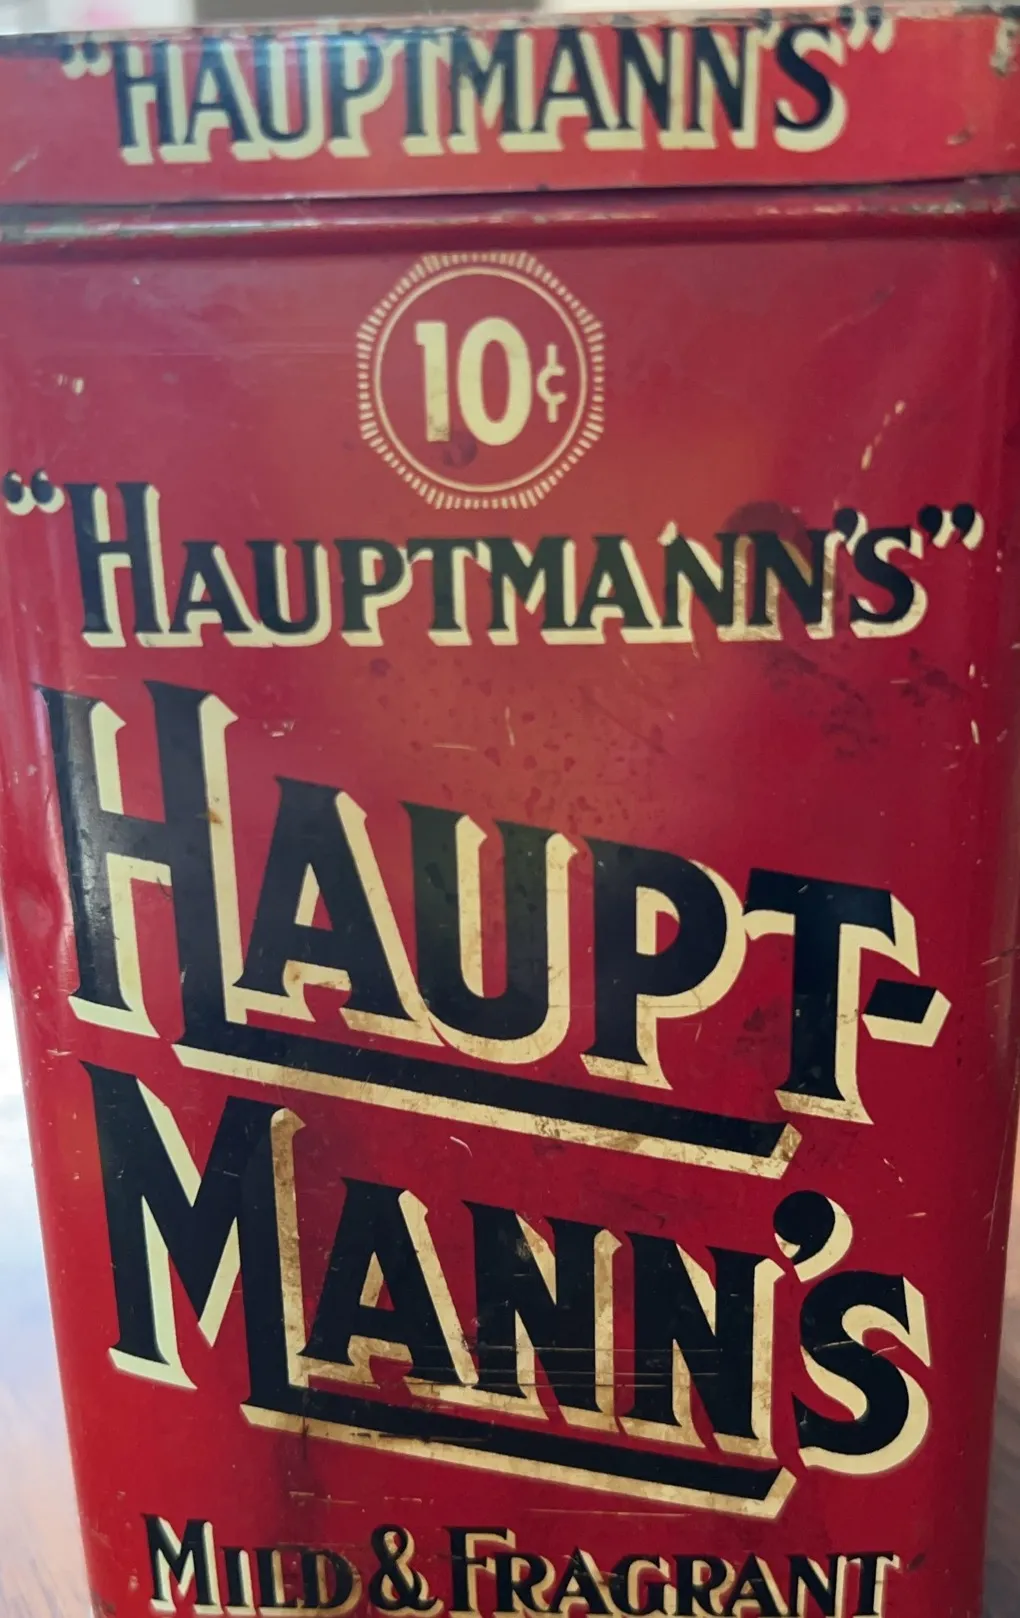 “HAUPTMANN'S”
10¢
“HAUPTMANN'S”
HAUPT-
MANN'S
MILD & FRAGRANT